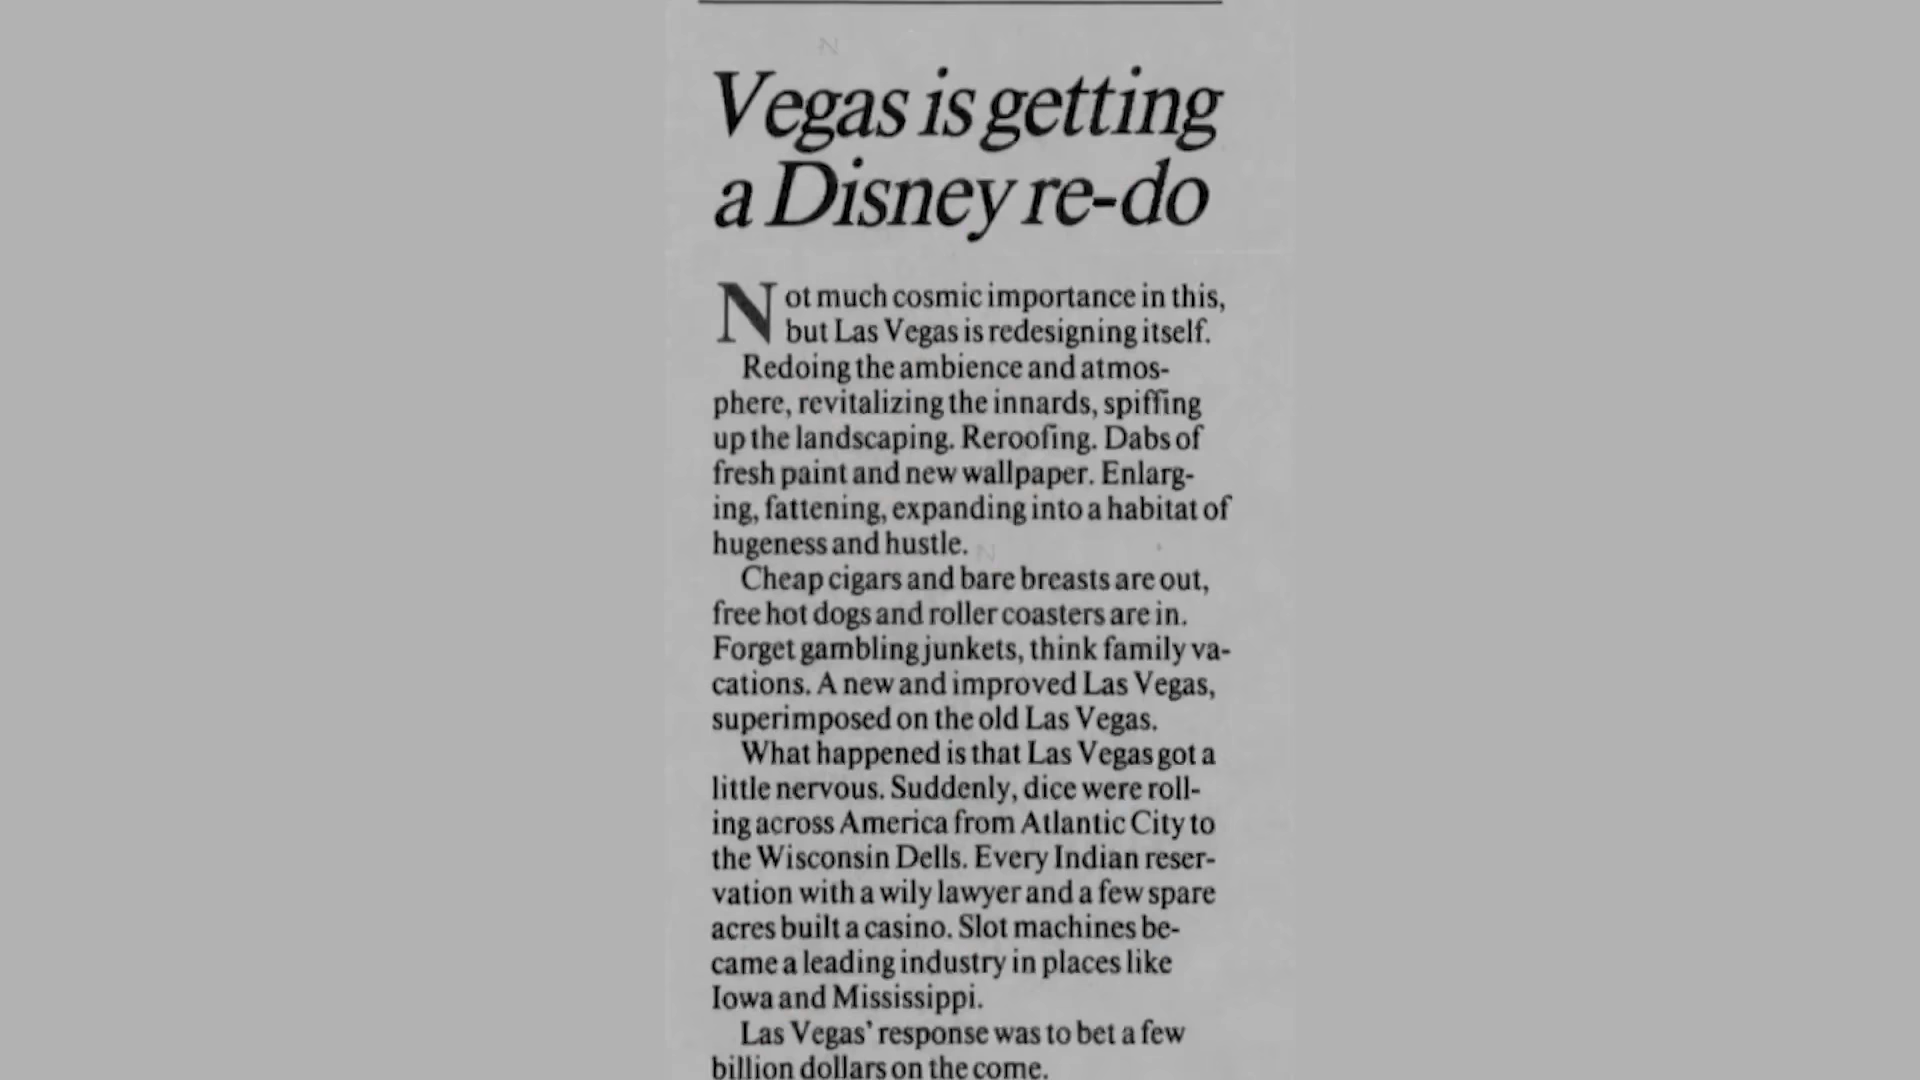 Vegas is getting
a Disney re-do
Not much cosmic importance in this,
but Las Vegas is redesigning itself.
Redoing the ambience and atmos-
phere, revitalizing the innards, spiffing
up the landscaping. Reroofing. Dabs of
fresh paint and new wallpaper. Enlarg-
ing, fattening, expanding into a habitat of
hugeness and hustle.
Cheap cigars and bare breasts are out,
free hot dogs and roller coasters are in.
Forget gambling junkets, think family va-
cations. A new and improved Las Vegas,
superimposed on the old Las Vegas.
What happened is that Las Vegas got a
little nervous. Suddenly, dice were roll-
ing across America from Atlantic City to
the Wisconsin Dells. Every Indian reser-
vation with a wily lawyer and a few spare
acres built a casino. Slot machines be-
came a leading industry in places like
Iowa and Mississippi.
Las Vegas' response was to bet a few
billion dollars on the come.